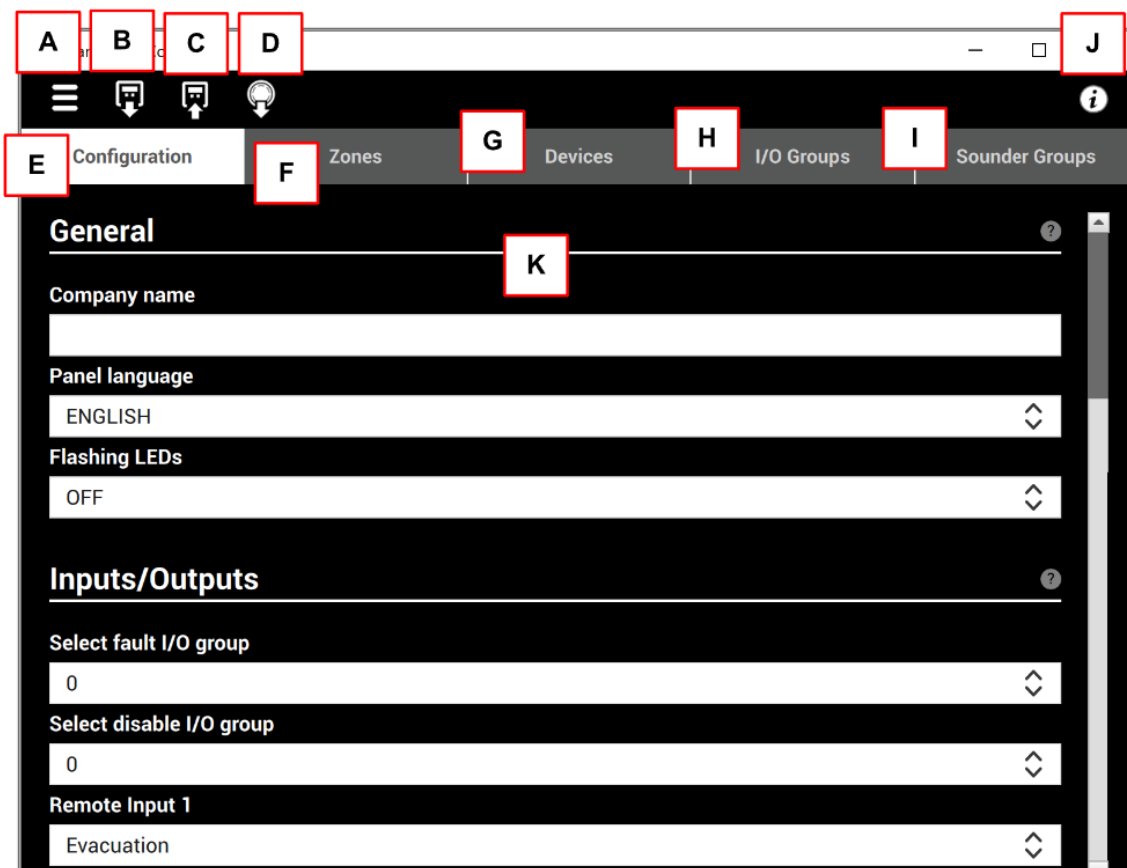 A B C D J
E Configuration F Zones G Devices H I/O Groups I Sounder Groups
General ?
K
Company name
Panel language
ENGLISH
Flashing LEDs
OFF
Inputs/Outputs ?
Select fault I/O group
0
Select disable I/O group
0
Remote Input 1
Evacuation